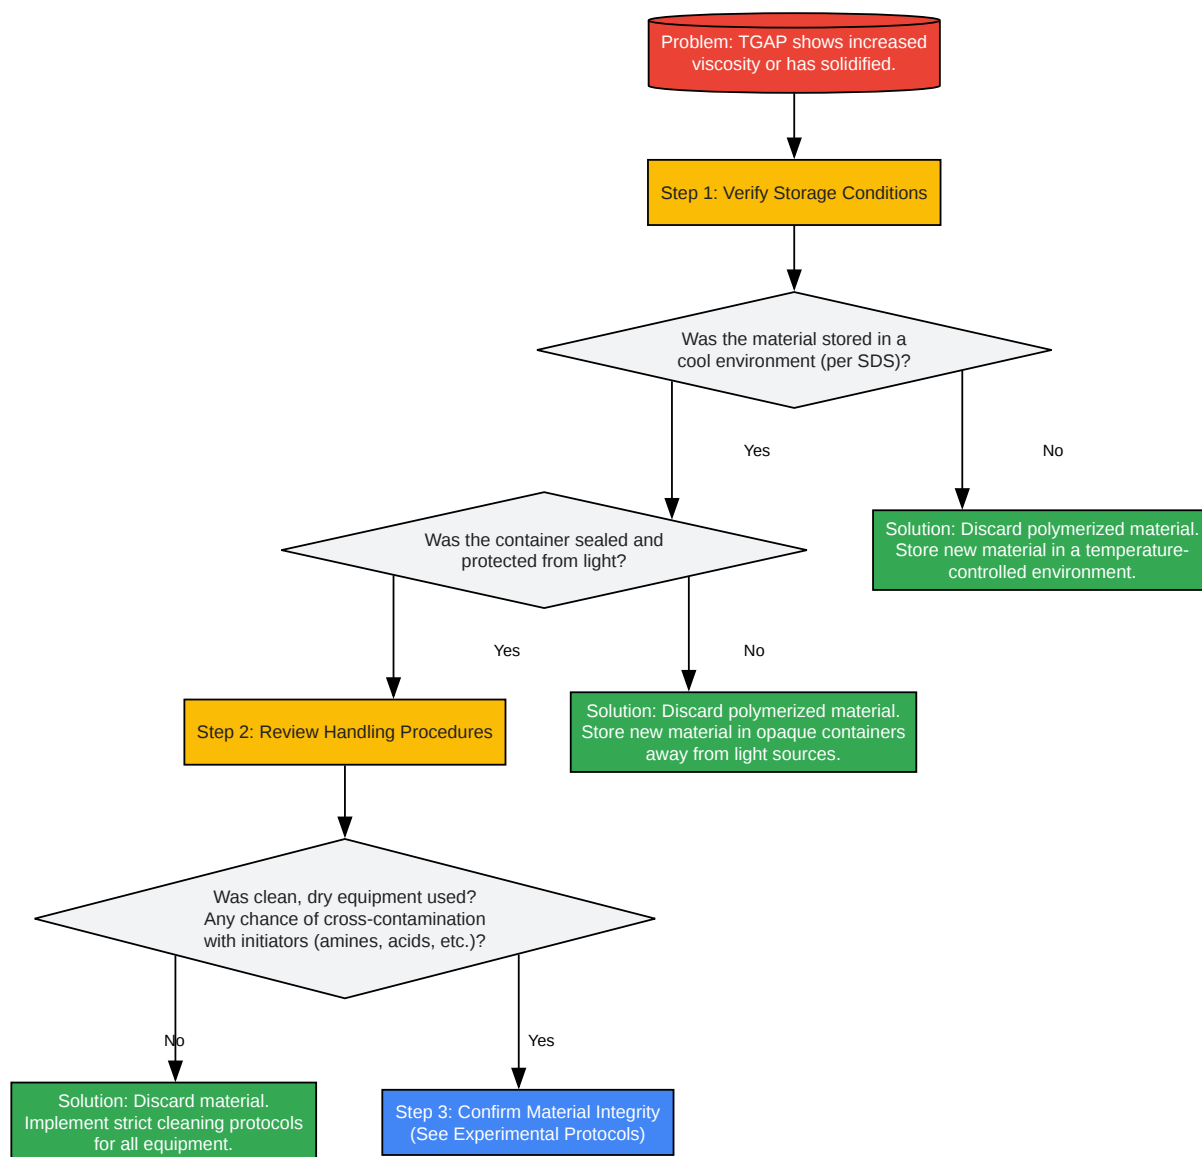 Problem: TGAP shows increased
viscosity or has solidified.
Step 1: Verify Storage Conditions
Was the material stored in a
cool environment (per SDS)?
Yes
No
Was the container sealed and
protected from light?
Solution: Discard polymerized material.
Store new material in a temperature-
controlled environment.
Yes
No
Step 2: Review Handling Procedures
Solution: Discard polymerized material.
Store new material in opaque containers
away from light sources.
Was clean, dry equipment used?
Any chance of cross-contamination
with initiators (amines, acids, etc.)?
No
Yes
Solution: Discard material.
Implement strict cleaning protocols
for all equipment.
Step 3: Confirm Material Integrity
(See Experimental Protocols)